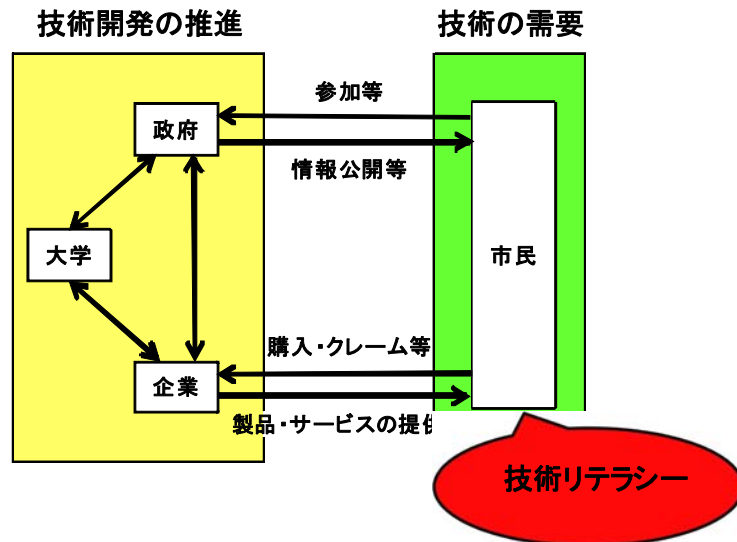 技術開発の推進
技術の需要
参加等
政府
情報公開等
大学
市民
購入・クレーム等
企業
製品・サービスの提
技術リテラシー